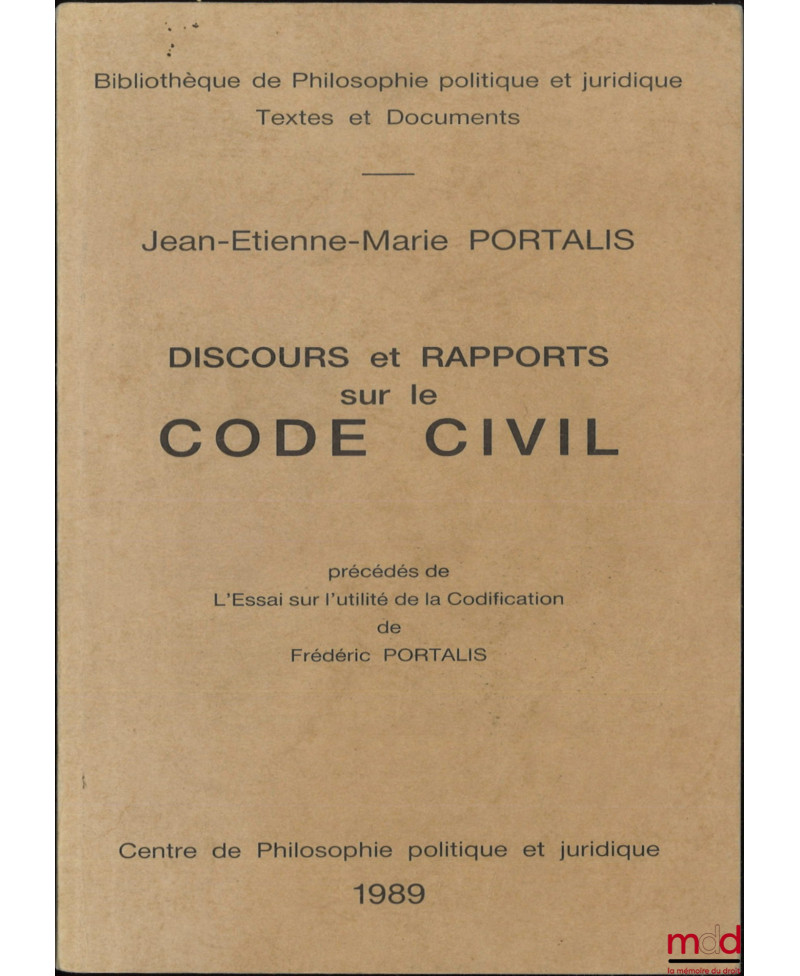 Bibliothèque de Philosophie politique et juridique
Textes et Documents
Jean-Etienne-Marie PORTALIS
DISCOURS et RAPPORTS
sur le
CODE CIVIL
précédés de
L'Essai sur l'utilité de la Codification
de
Frédéric PORTALIS
Centre de Philosophie politique et juridique
1989
mdd
la mémoire du droit